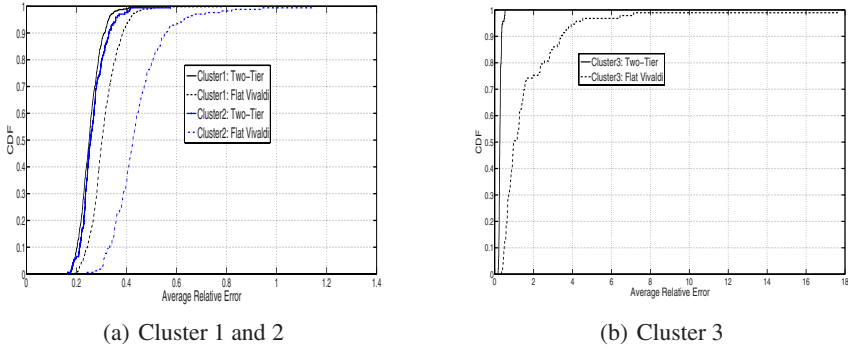 1
0.9
0.8
0.7
0.6
0.5
0.4
0.3
0.2
0.1
0
CDF
Cluster1: Two-Tier
Cluster1: Flat Vivaldi
Cluster2: Two-Tier
Cluster2: Flat Vivaldi
0 0.2 0.4 0.6 0.8 1 1.2 1.4
Average Relative Error
(a) Cluster 1 and 2
1
0.9
0.8
0.7
0.6
0.5
0.4
0.3
0.2
0.1
0
CDF
Cluster3: Two-Tier
Cluster3: Flat Vivaldi
0 2 4 6 8 10 12 14 16 18
Average Relative Error
(b) Cluster 3